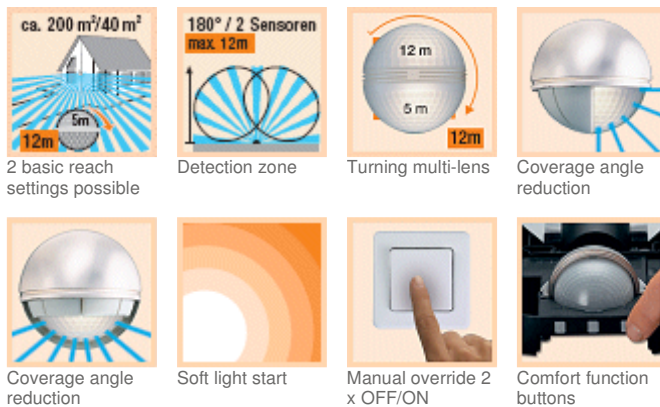 ca. 200 m²/40 m²
5m
12m
2 basic reach
settings possible
180° / 2 Sensoren
max. 12m
Detection zone
12 m
5 m
12m
Turning multi-lens
Coverage angle
reduction
Coverage angle
reduction
Soft light start
Manual override 2
x OFF/ON
Comfort function
buttons